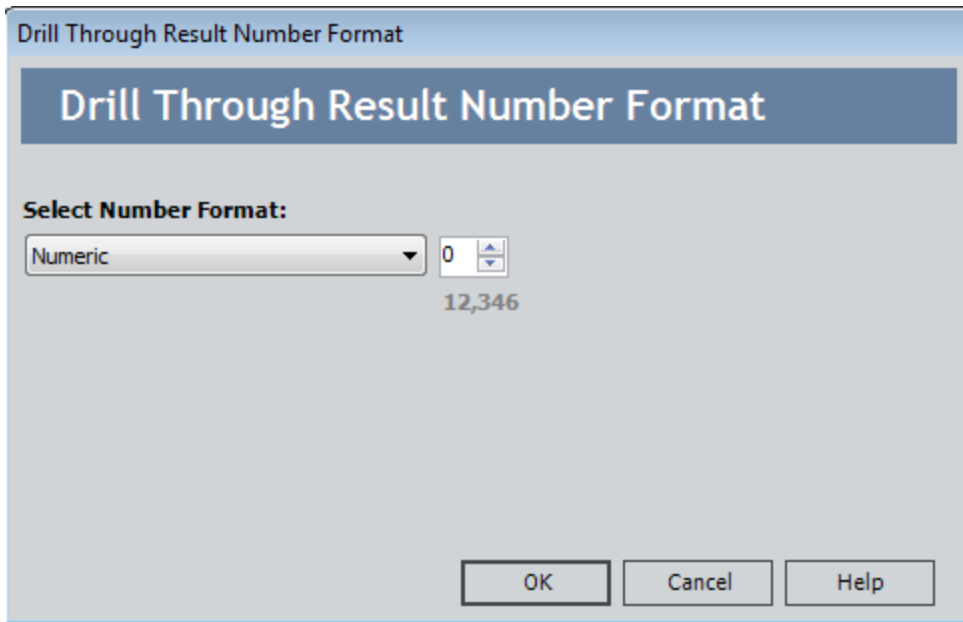 Drill Through Result Number Format
Drill Through Result Number Format
Select Number Format:
Numeric 0
12,346
OK Cancel Help